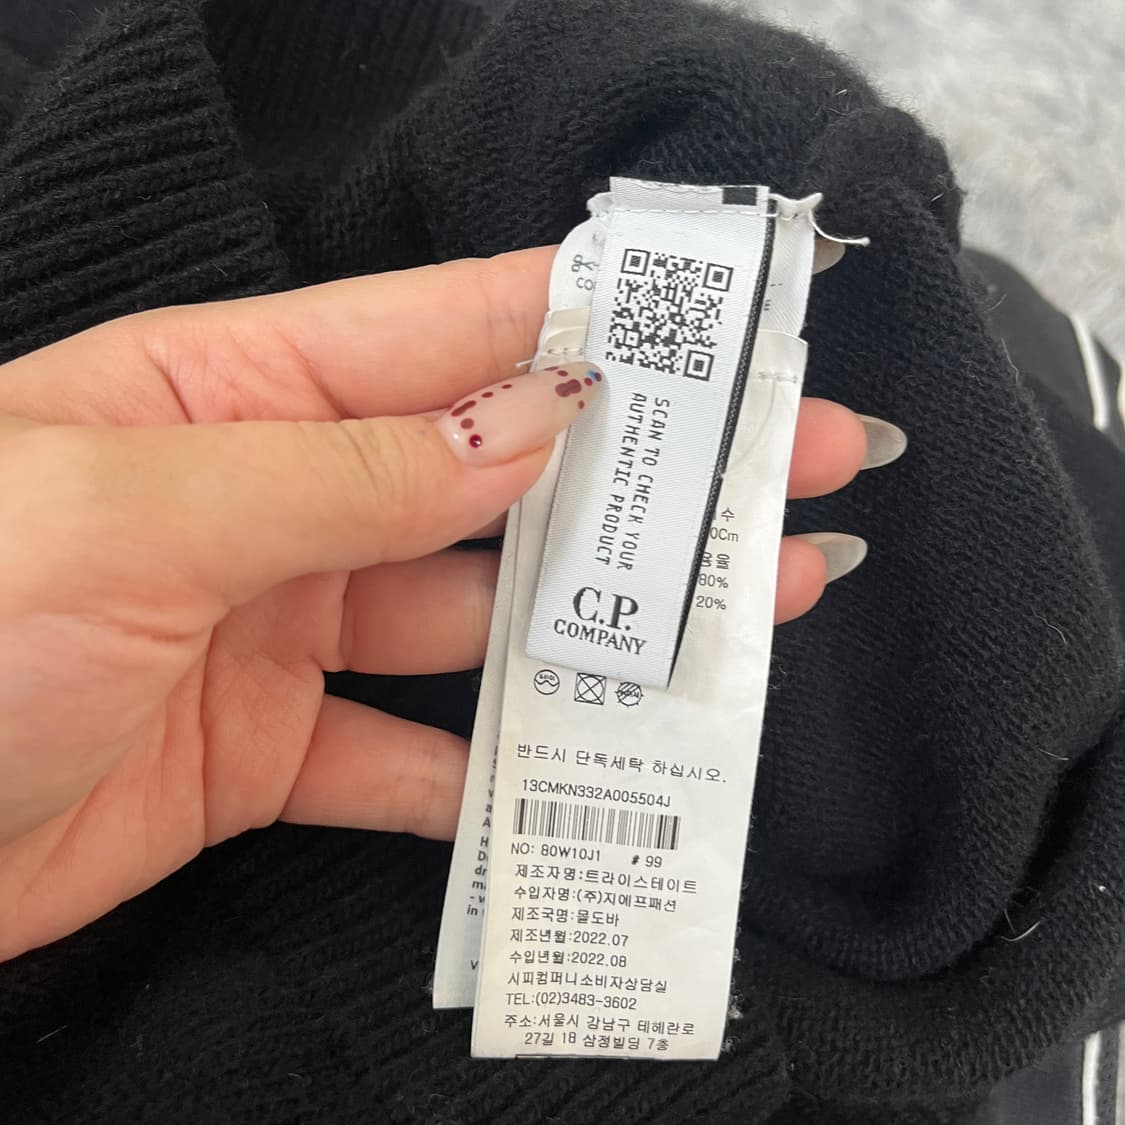 SCAN TO CHECK YOUR
AUTHENTIC PRODUCT
C.P.
COMPANY
수
0Cm
용율
80%
20%
반드시 단독세탁 하십시오.
13CMKN332A005504J
NO: 80W10J1 # 99
제조자명:트라이스테이트
수입자명:(주)지에프패션
제조국명:몰도바
제조년월:2022.07
수입년월:2022.08
시피컴퍼니소비자상담실
TEL:(02)3483-3602
주소:서울시 강남구 테헤란로
27길 18 삼정빌딩 7층